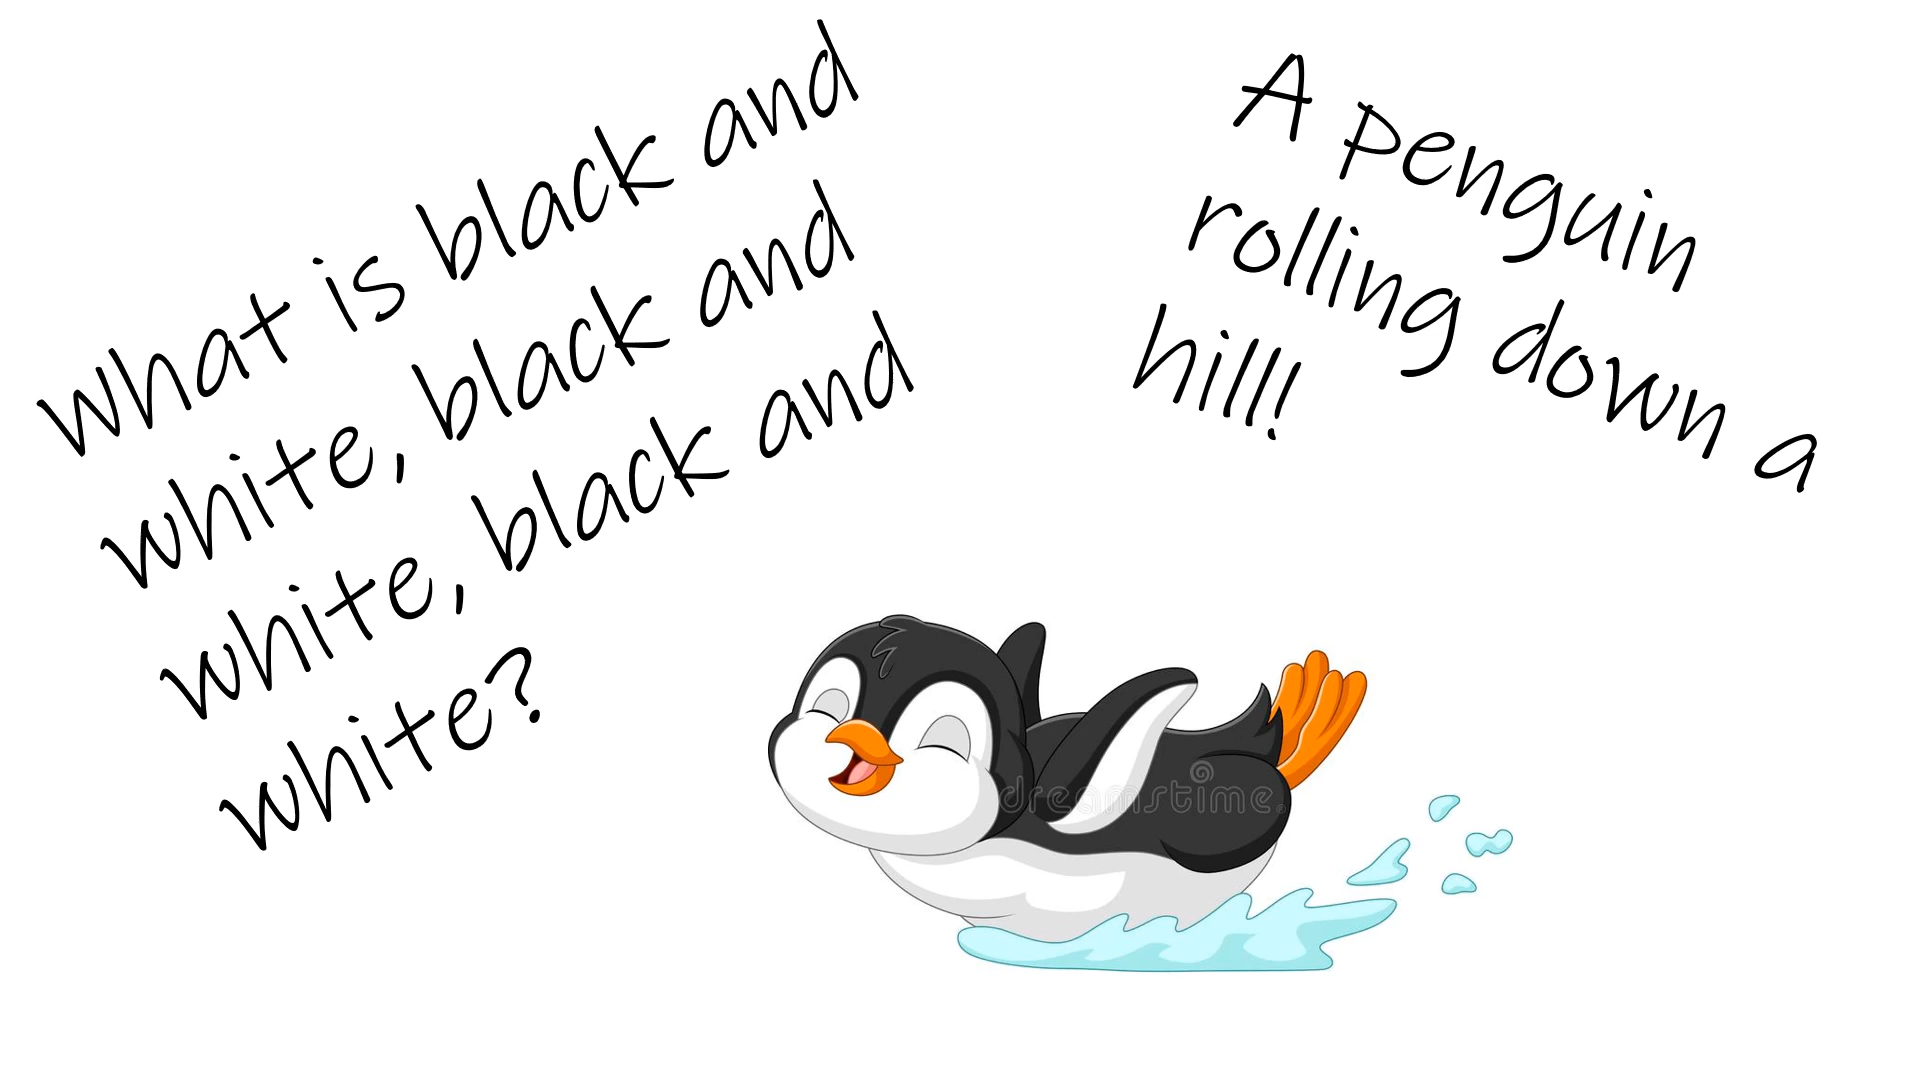 What is black and
white, black and
white, black and
white?
A penguin
rolling down a
hill!
dreamstime.